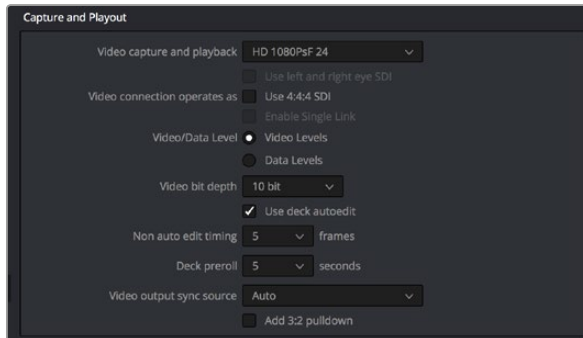 Capture and Playout
Video capture and playback HD 1080PsF 24
Use left and right eye SDI
Video connection operates as Use 4:4:4 SDI
Enable Single Link
Video/Data Level Video Levels
Data Levels
Video bit depth 10 bit
Use deck autoedit
Non auto edit timing 5 frames
Deck preroll 5 seconds
Video output sync source Auto
Add 3:2 pulldown